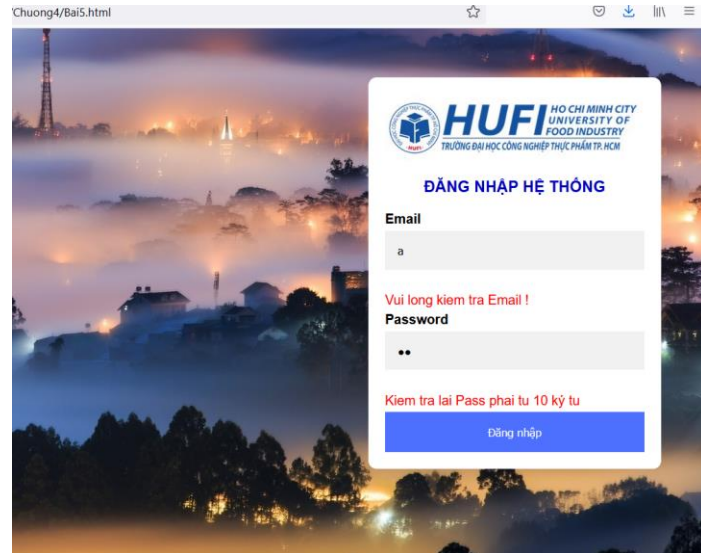 Chuong4/Bai5.html
HUFI
HO CHI MINH CITY
UNIVERSITY OF
FOOD INDUSTRY
TRƯỜNG ĐẠI HỌC CÔNG NGHIỆP THỰC PHẨM TP. HCM
ĐĂNG NHẬP HỆ THỐNG
Email
a
Vui long kiem tra Email !
Password
••
Kiem tra lai Pass phai tu 10 ký tu
Đăng nhập